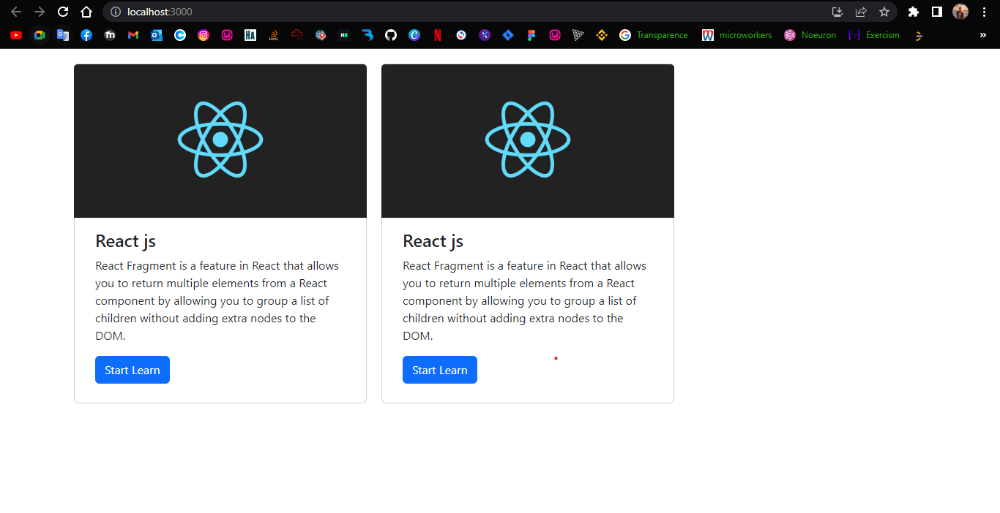 localhost:3000
Transparence
microworkers
Noeuron
Exercism
React js
React Fragment is a feature in React that allows
you to return multiple elements from a React
component by allowing you to group a list of
children without adding extra nodes to the
DOM.
Start Learn
React js
React Fragment is a feature in React that allows
you to return multiple elements from a React
component by allowing you to group a list of
children without adding extra nodes to the
DOM.
Start Learn